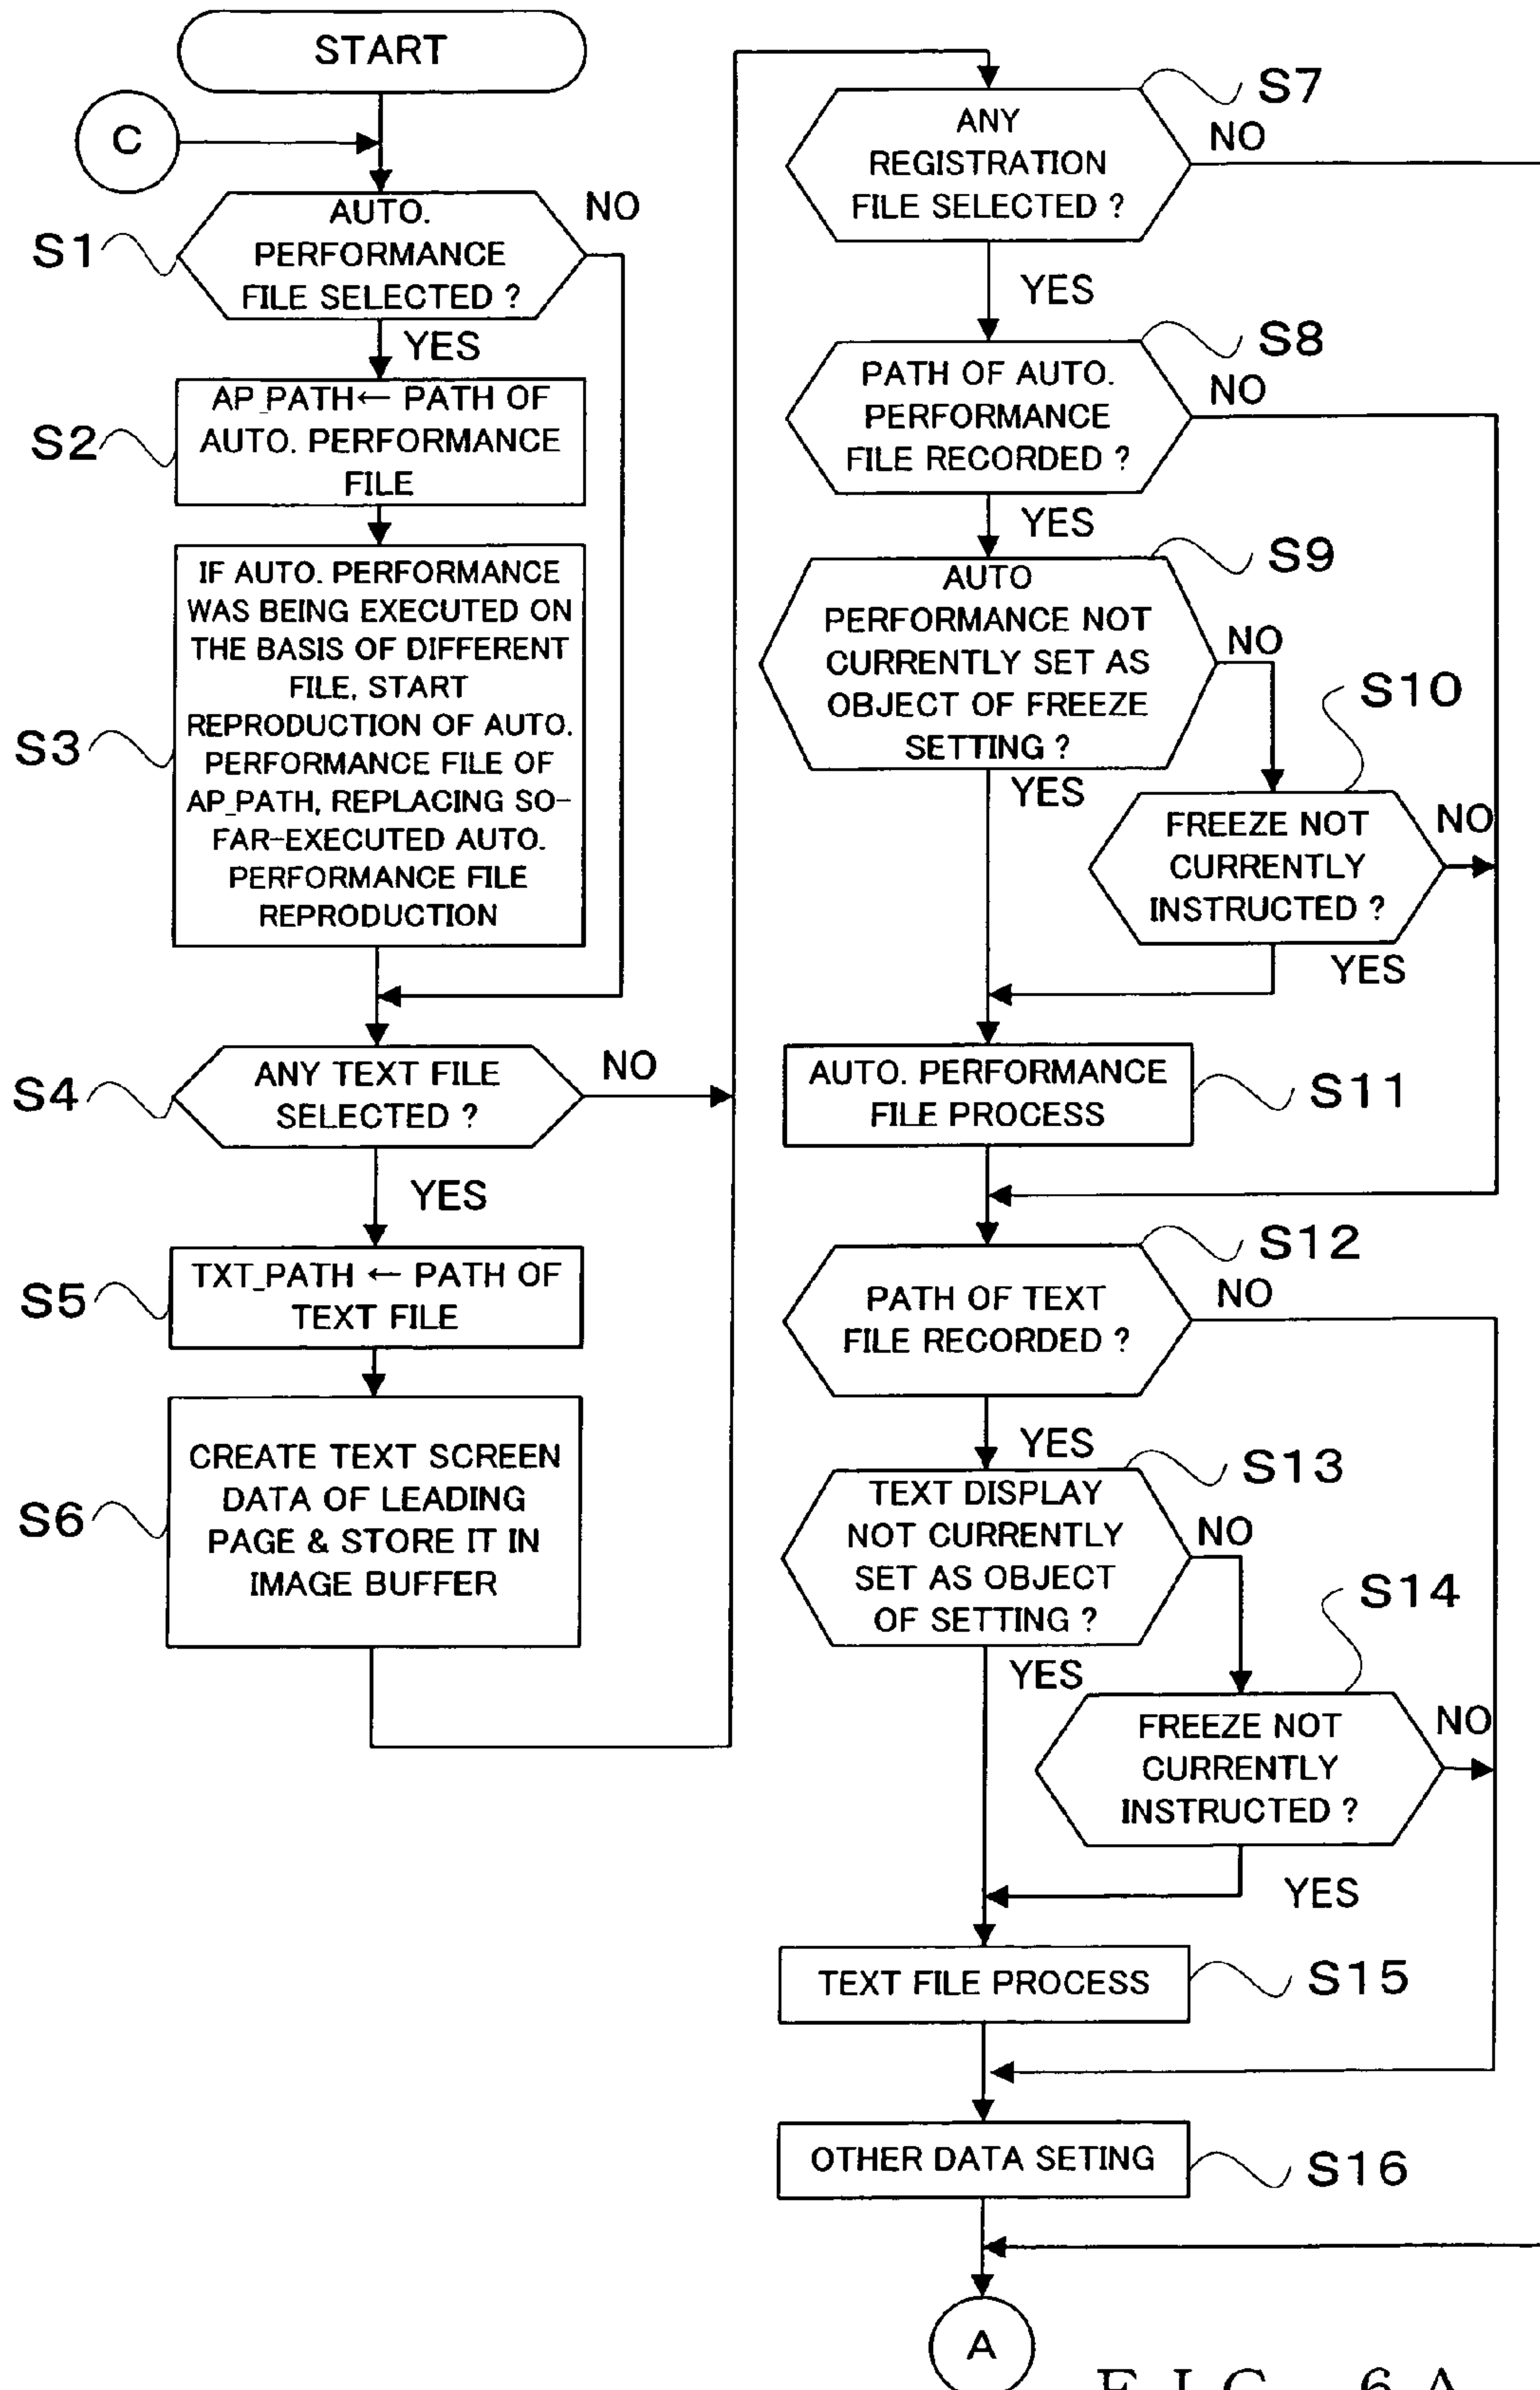 START
C
S1
AUTO.
PERFORMANCE
FILE SELECTED ?
NO
YES
S2
AP_PATH← PATH OF
AUTO. PERFORMANCE
FILE
S3
IF AUTO. PERFORMANCE
WAS BEING EXECUTED ON
THE BASIS OF DIFFERENT
FILE, START
REPRODUCTION OF AUTO.
PERFORMANCE FILE OF
AP_PATH, REPLACING SO-
FAR-EXECUTED AUTO.
PERFORMANCE FILE
REPRODUCTION
S4
ANY TEXT FILE
SELECTED ?
NO
YES
S5
TXT_PATH ← PATH OF
TEXT FILE
S6
CREATE TEXT SCREEN
DATA OF LEADING
PAGE & STORE IT IN
IMAGE BUFFER
S7
ANY
REGISTRATION
FILE SELECTED ?
NO
YES
S8
PATH OF AUTO.
PERFORMANCE
FILE RECORDED ?
NO
YES
S9
AUTO
PERFORMANCE NOT
CURRENTLY SET AS
OBJECT OF FREEZE
SETTING ?
NO
YES
S10
FREEZE NOT
CURRENTLY
INSTRUCTED ?
NO
YES
AUTO. PERFORMANCE
FILE PROCESS
S11
S12
PATH OF TEXT
FILE RECORDED ?
NO
YES
S13
TEXT DISPLAY
NOT CURRENTLY
SET AS OBJECT
OF SETTING ?
NO
YES
S14
FREEZE NOT
CURRENTLY
INSTRUCTED ?
NO
YES
TEXT FILE PROCESS
S15
OTHER DATA SETING
S16
A
FIG. 6A